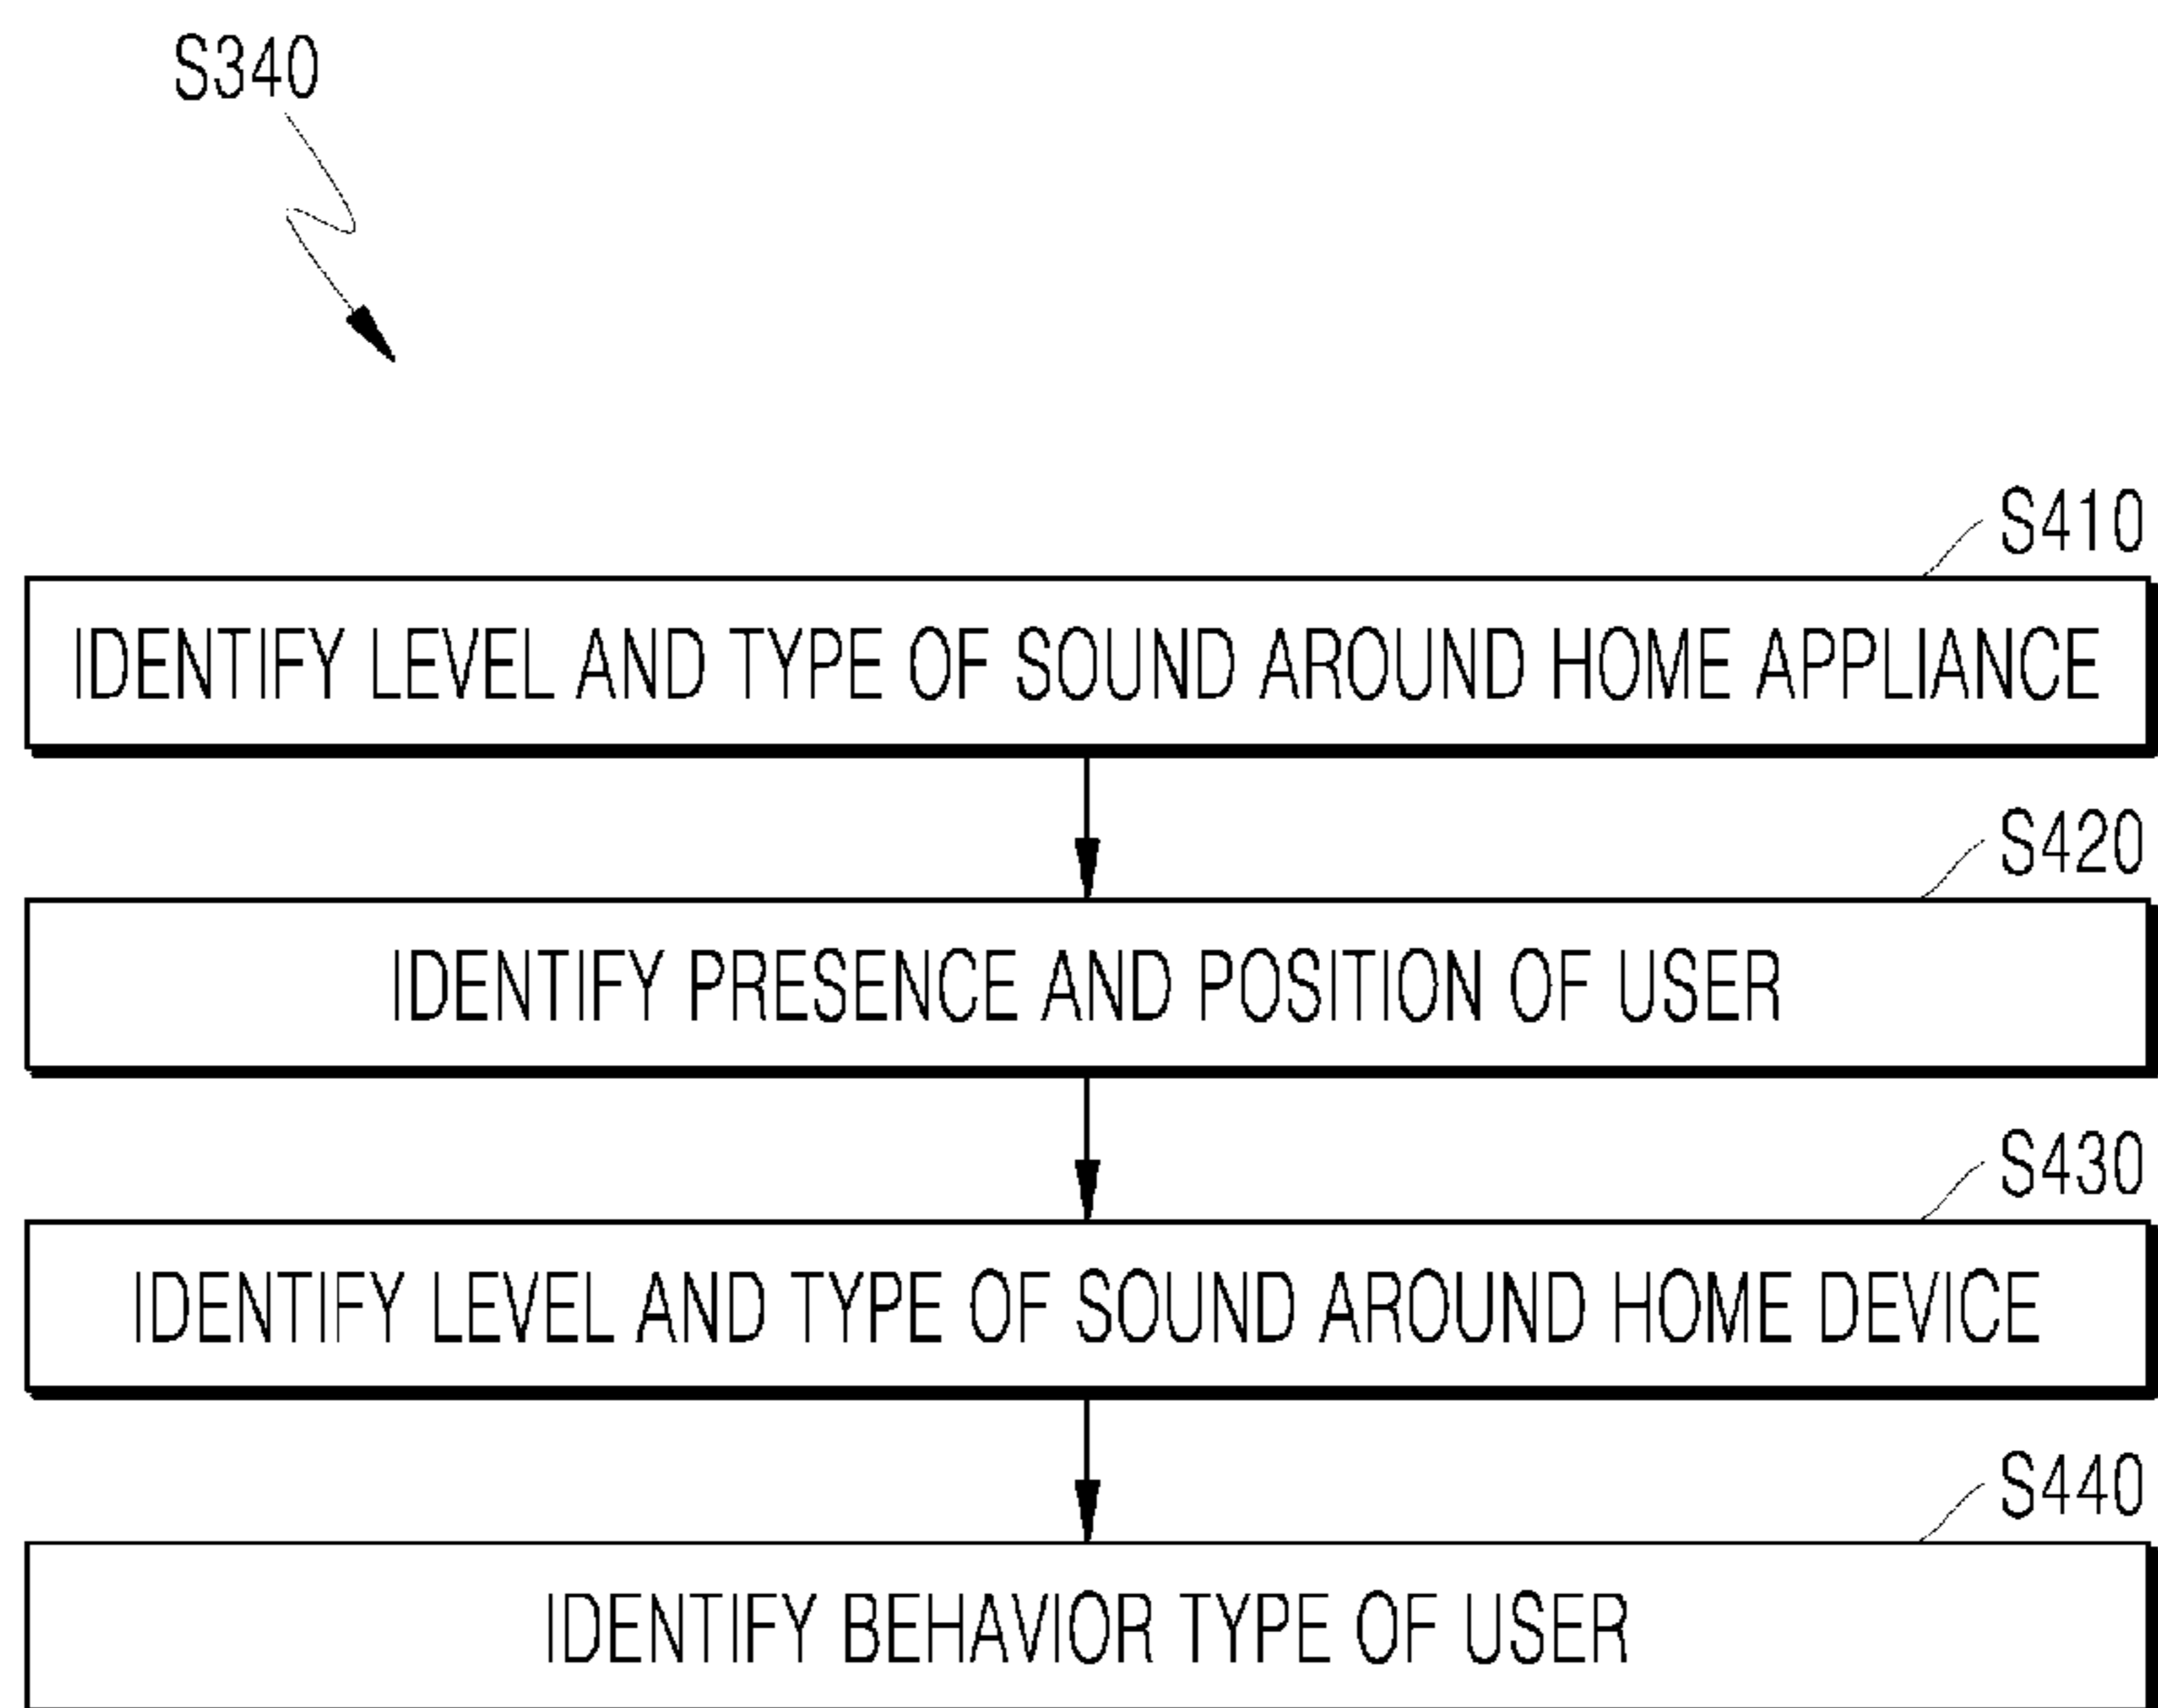 S340
S410
IDENTIFY LEVEL AND TYPE OF SOUND AROUND HOME APPLIANCE
S420
IDENTIFY PRESENCE AND POSITION OF USER
S430
IDENTIFY LEVEL AND TYPE OF SOUND AROUND HOME DEVICE
S440
IDENTIFY BEHAVIOR TYPE OF USER